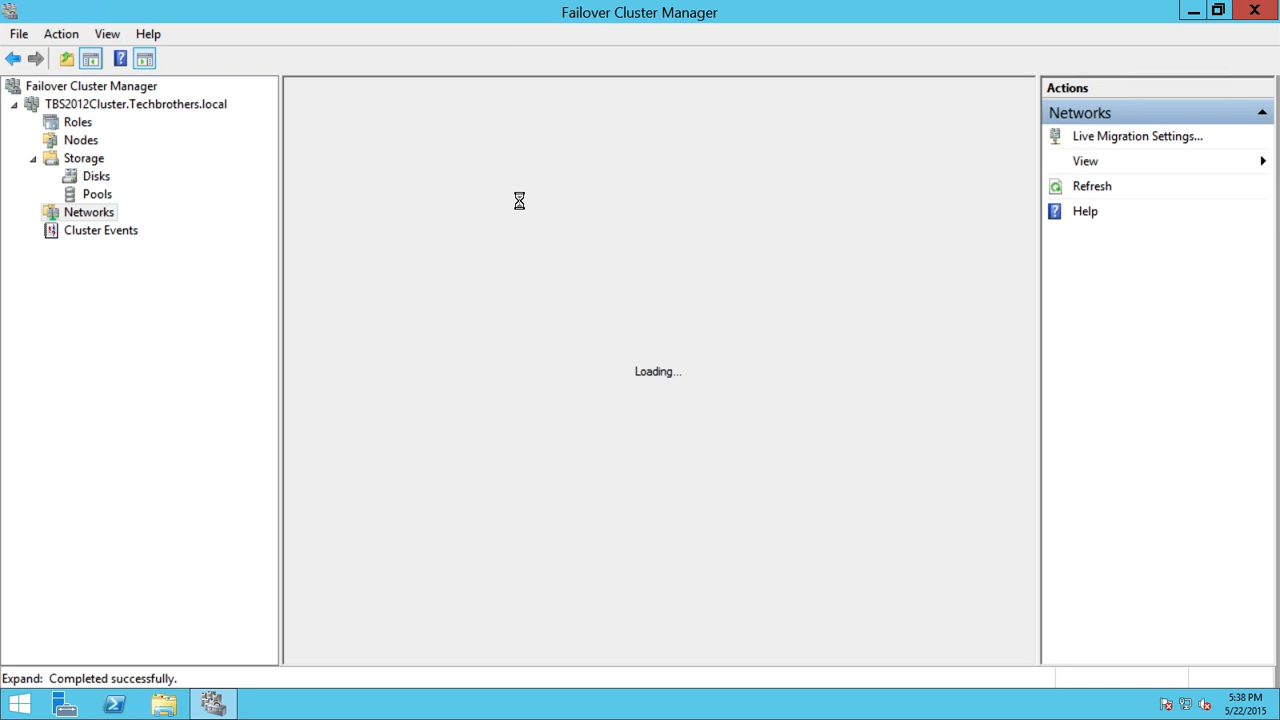 Failover Cluster Manager
File Action View Help
Failover Cluster Manager
TBS2012Cluster.Techbrothers.local
Roles
Nodes
Storage
Disks
Pools
Networks
Cluster Events
Loading...
Actions
Networks
Live Migration Settings...
View
Refresh
Help
Expand: Completed successfully.
5:38 PM
5/22/2015